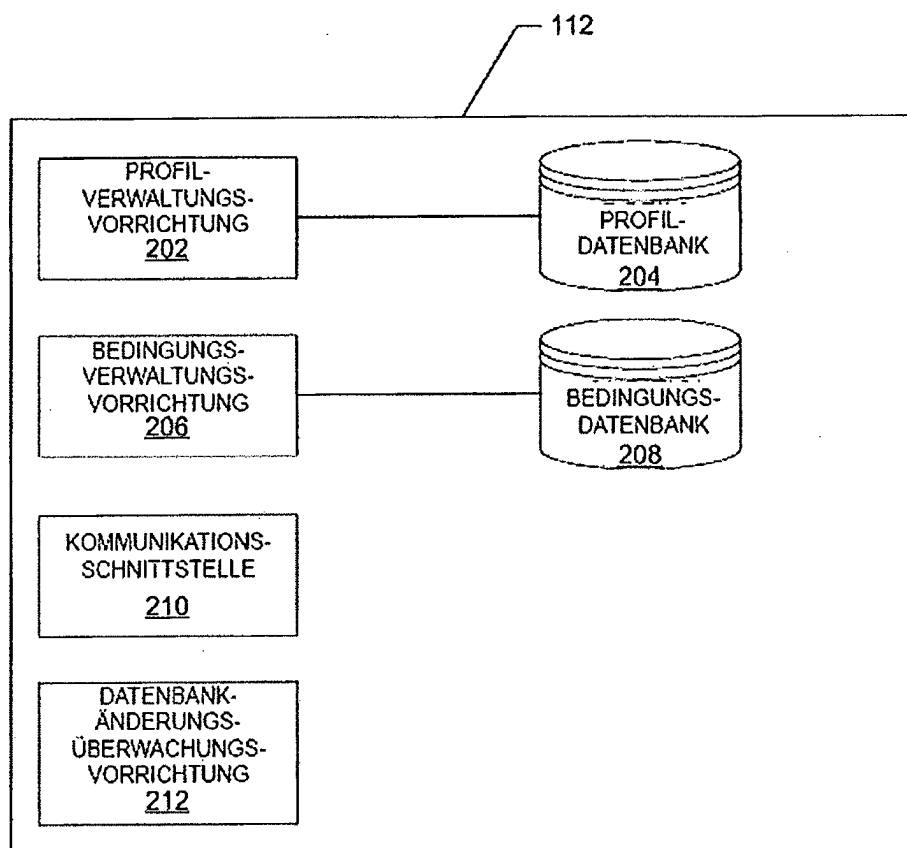 112
PROFIL-
VERWALTUNGS-
VORRICHTUNG
202
PROFIL-
DATENBANK
204
BEDINGUNGS-
VERWALTUNGS-
VORRICHTUNG
206
BEDINGUNGS-
DATENBANK
208
KOMMUNIKATIONS-
SCHNITTSTELLE
210
DATENBANK-
ÄNDERUNGS-
ÜBERWACHUNGS-
VORRICHTUNG
212